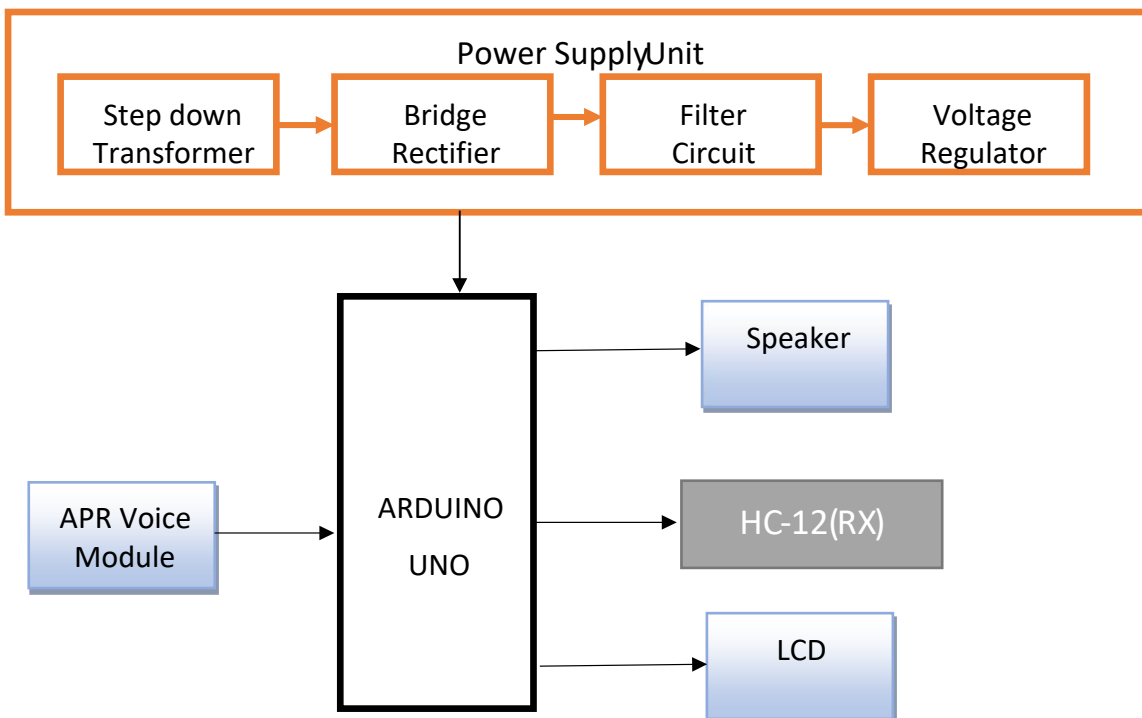 Power SupplyUnit
Step down
Transformer
Bridge
Rectifier
Filter
Circuit
Voltage
Regulator
Speaker
APR Voice
Module
ARDUINO
UNO
HC-12(RX)
LCD